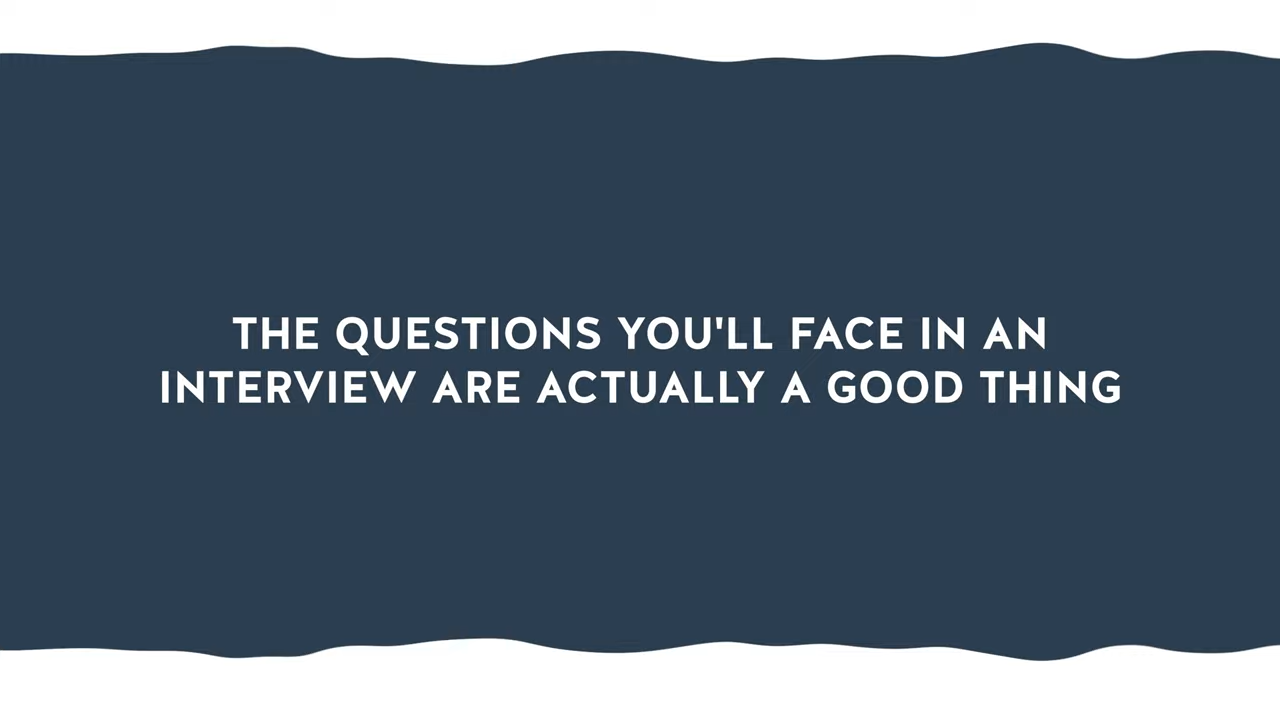 THE QUESTIONS YOU'LL FACE IN AN
INTERVIEW ARE ACTUALLY A GOOD THING